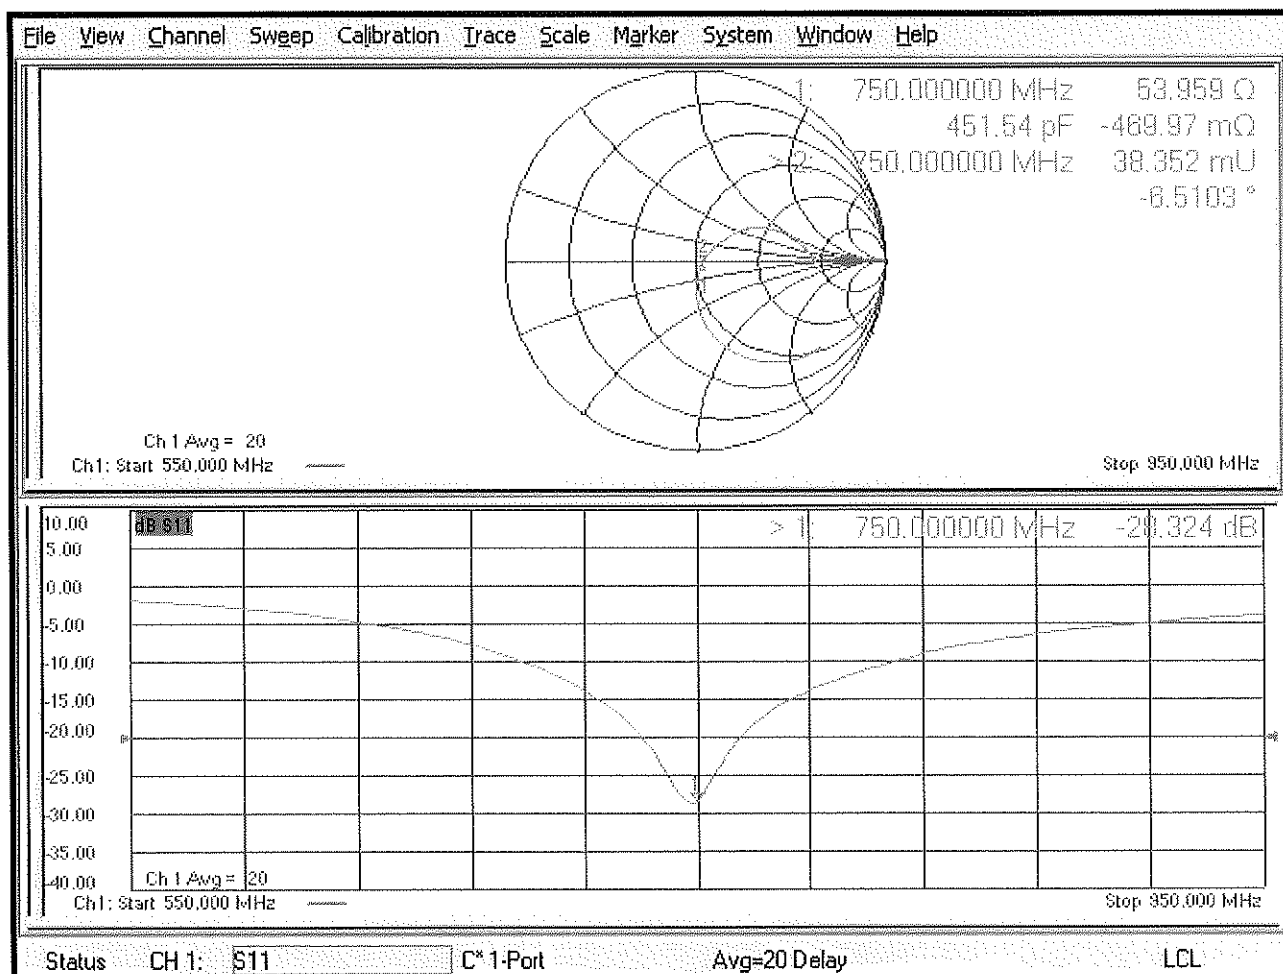 File View Channel Sweep Calibration Trace Scale Marker System Window Help
1: 750.000000 MHz 53.959 Ω
451.54 pF -469.97 mΩ
> 2: 750.000000 MHz 38.352 mU
-6.5103 °
Ch 1 Avg = 20
Ch1: Start 550.000 MHz
Stop 950.000 MHz
10.00
dB S11
> 1: 750.000000 MHz -28.324 dB
5.00
0.00
-5.00
-10.00
-15.00
-20.00
-25.00
-30.00
-35.00
-40.00
Ch 1 Avg = 20
Ch1: Start 550.000 MHz
Stop 950.000 MHz
Status CH 1: S11 C* 1-Port Avg=20 Delay LCL